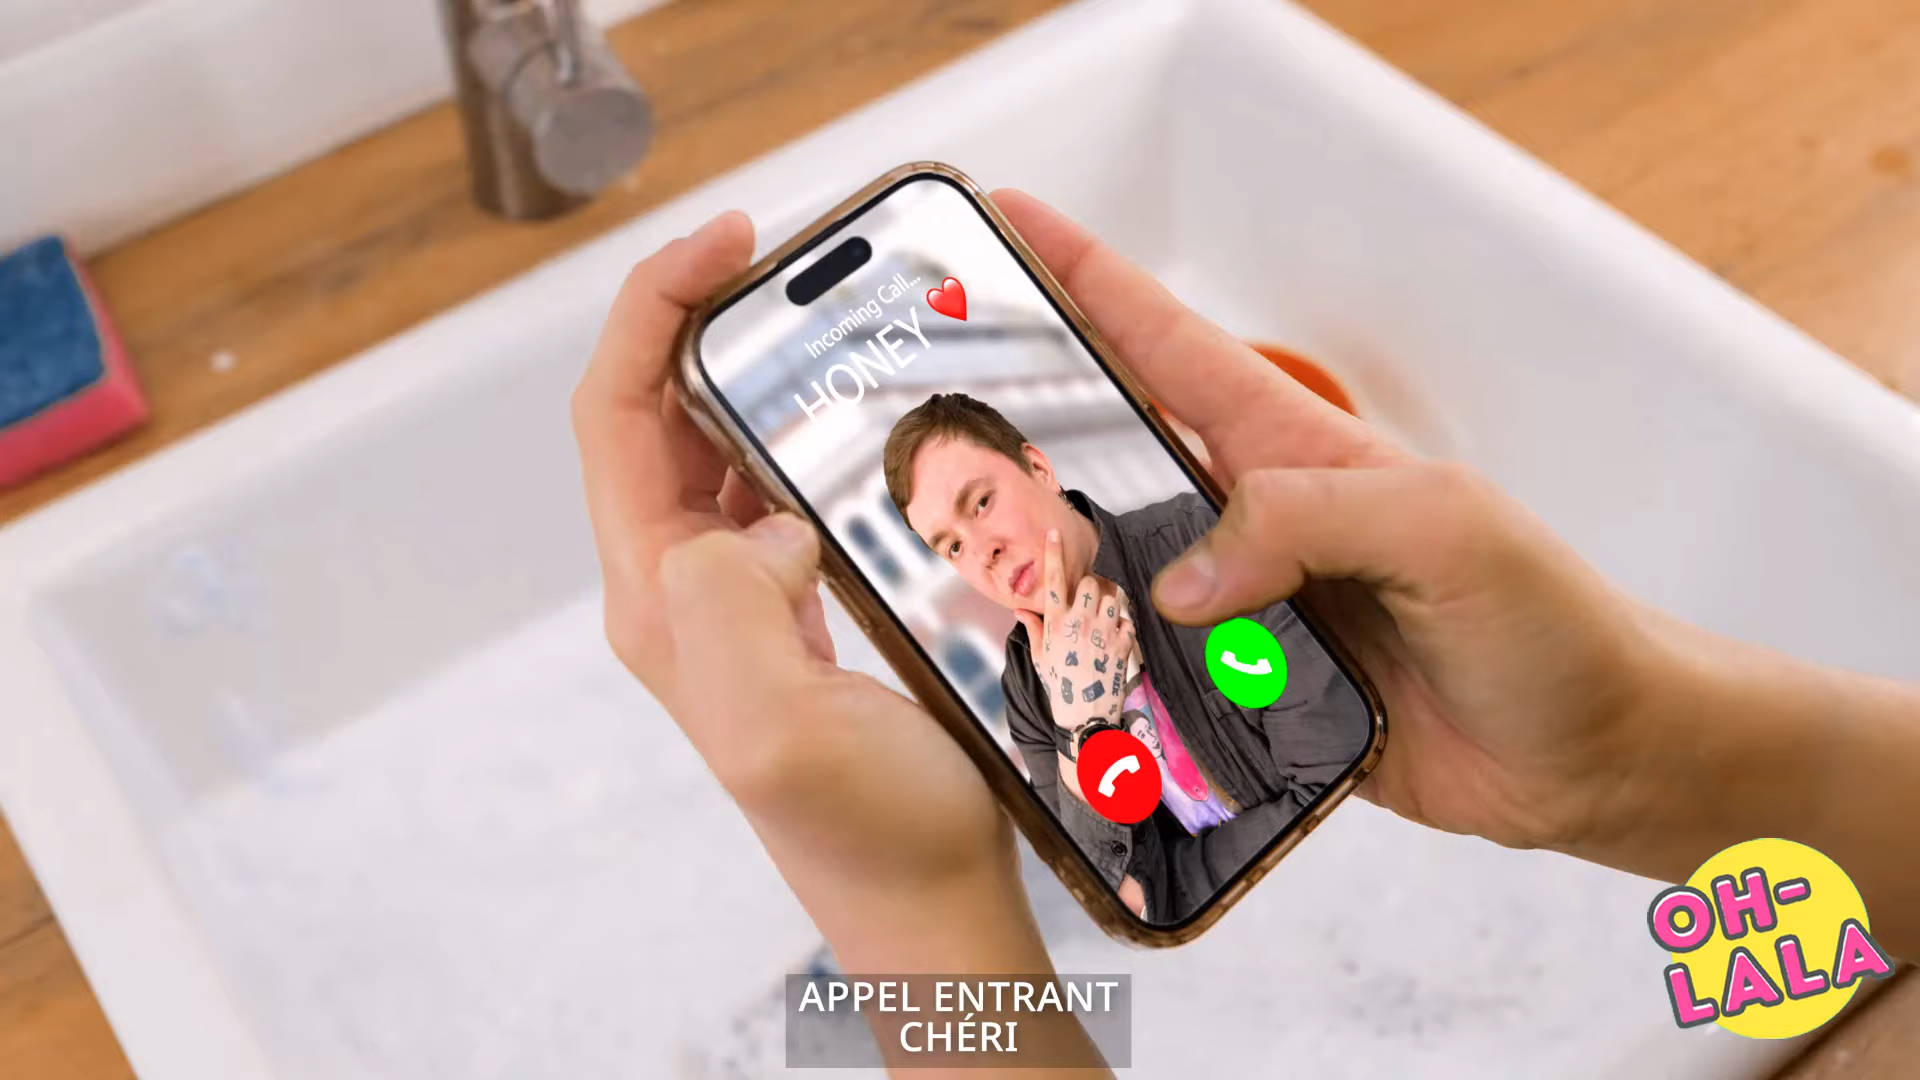 Incoming Call...
HONEY
APPEL ENTRANT
CHÉRI
OH-
LALA